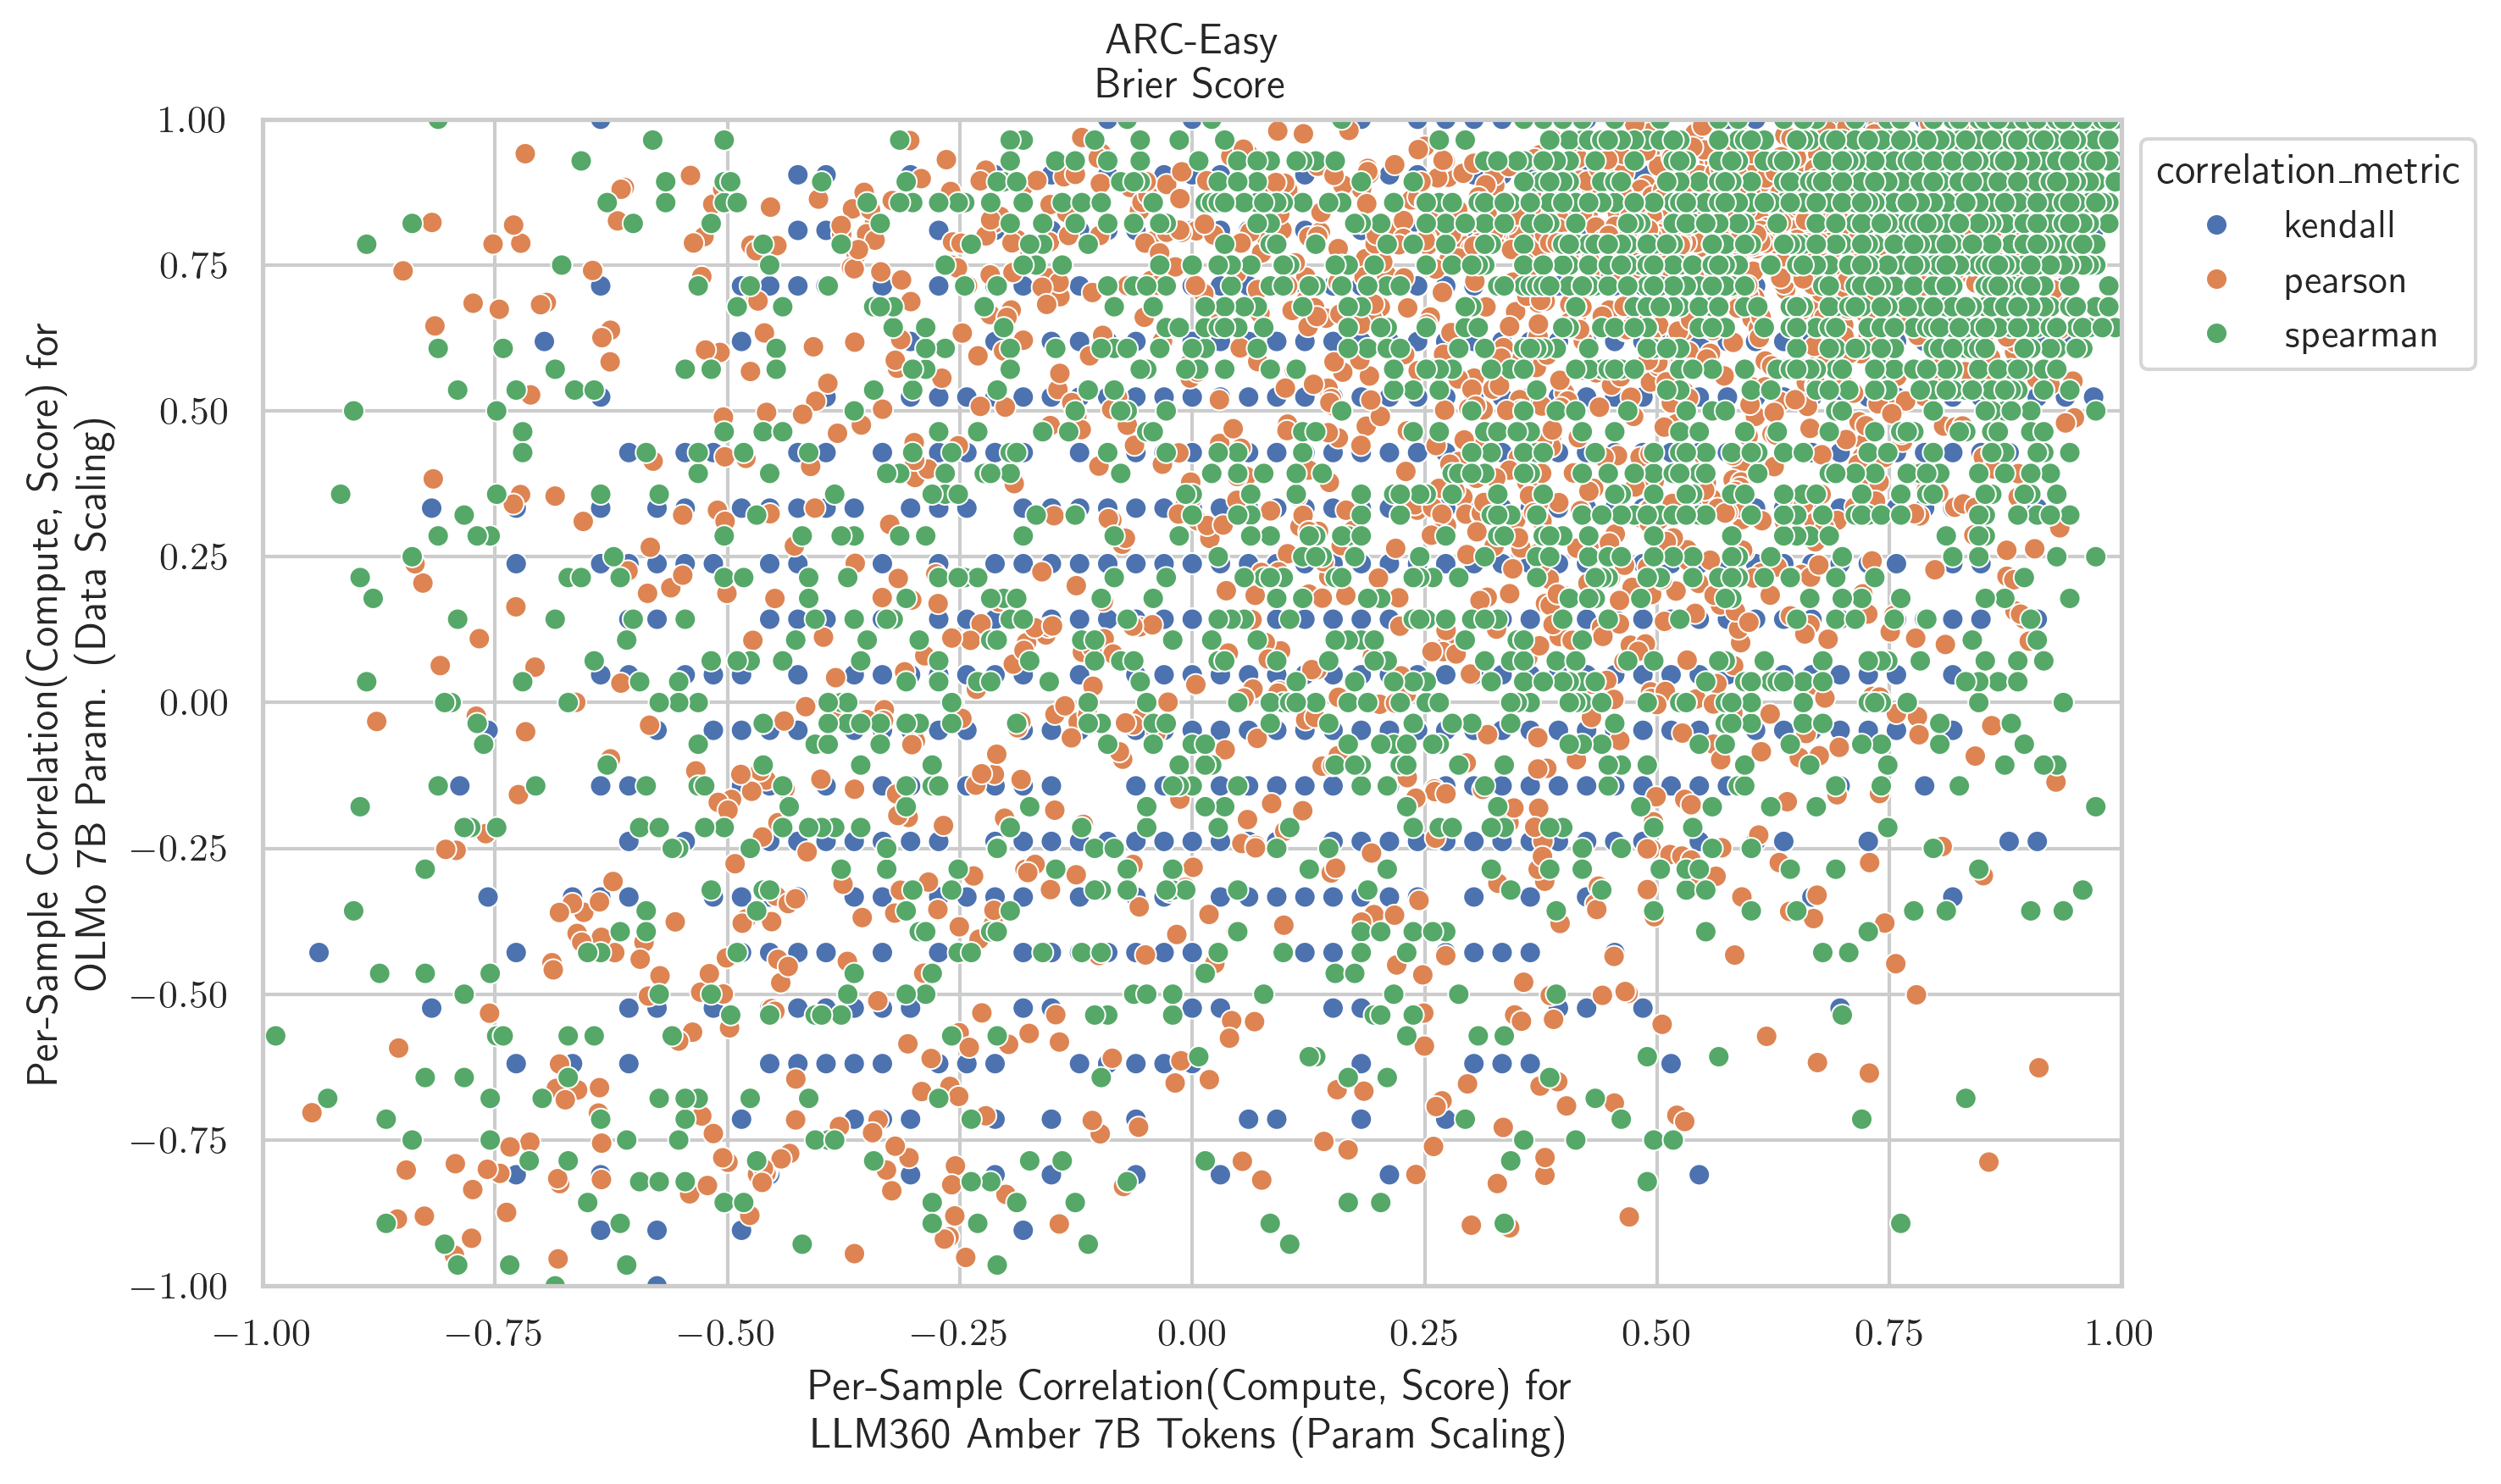 ARC-Easy
Brier Score
Per-Sample Correlation(Compute, Score) for
OLMo 7B Param. (Data Scaling)
1.00
0.75
0.50
0.25
0.00
−0.25
−0.50
−0.75
−1.00
−1.00 −0.75 −0.50 −0.25 0.00 0.25 0.50 0.75 1.00
Per-Sample Correlation(Compute, Score) for
LLM360 Amber 7B Tokens (Param Scaling)
correlation_metric
kendall
pearson
spearman